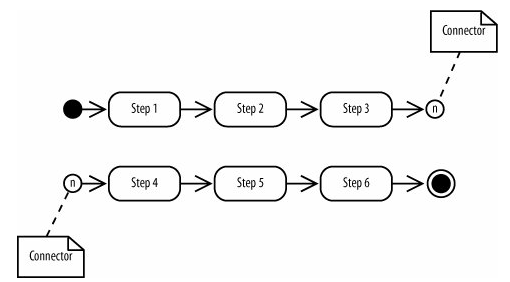 Connector
Step 1
Step 2
Step 3
n
n
Step 4
Step 5
Step 6
Connector